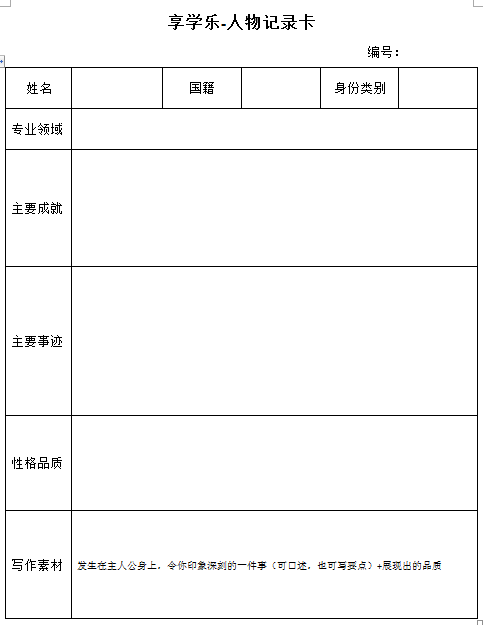 享学乐-人物记录卡
编号：
姓名 国籍 身份类别
专业领域
主要成就
主要事迹
性格品质
写作素材 发生在主人公身上，令你印象深刻的一件事（可口述，也可写要点）+展现出的品质